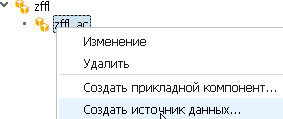 zffl
zffl_ac
Изменение
Удалить
Создать прикладной компонент...
Создать источник данных...